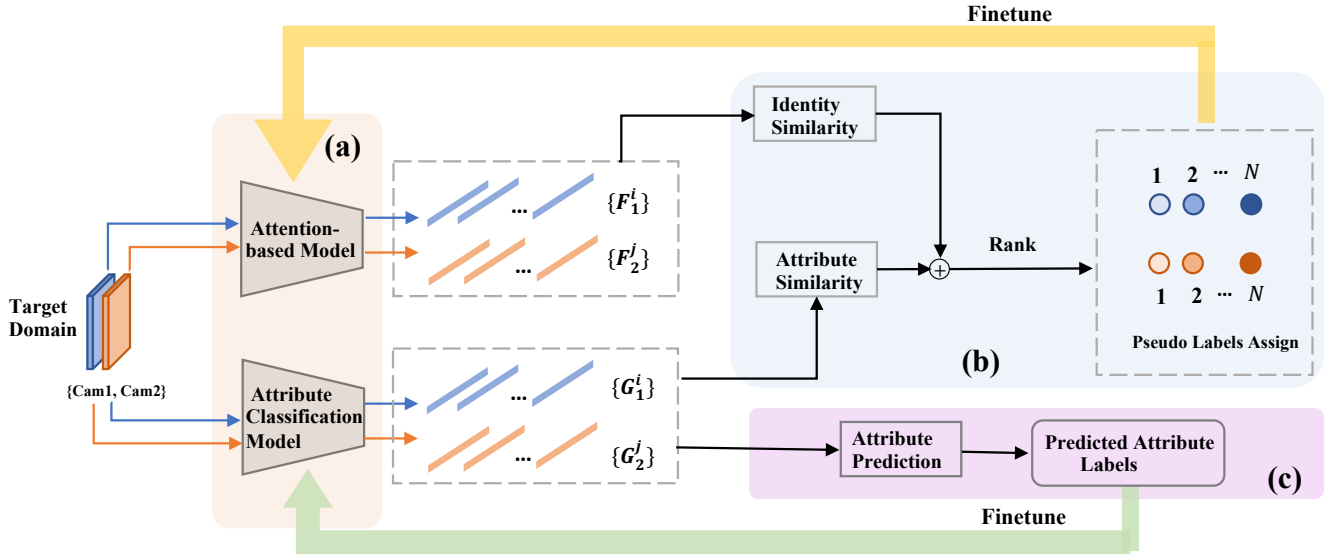 Finetune
(a)
Identity
Similarity
Attention-
based Model
...
{F_1^i}
...
{F_2^j}
1 2 ... N
Attribute
Similarity
+
Rank
1 2 ... N
Pseudo Labels Assign
(b)
Target
Domain
{Cam1, Cam2}
Attribute
Classification
Model
...
{G_1^i}
...
{G_2^j}
Attribute
Prediction
Predicted Attribute
Labels
(c)
Finetune